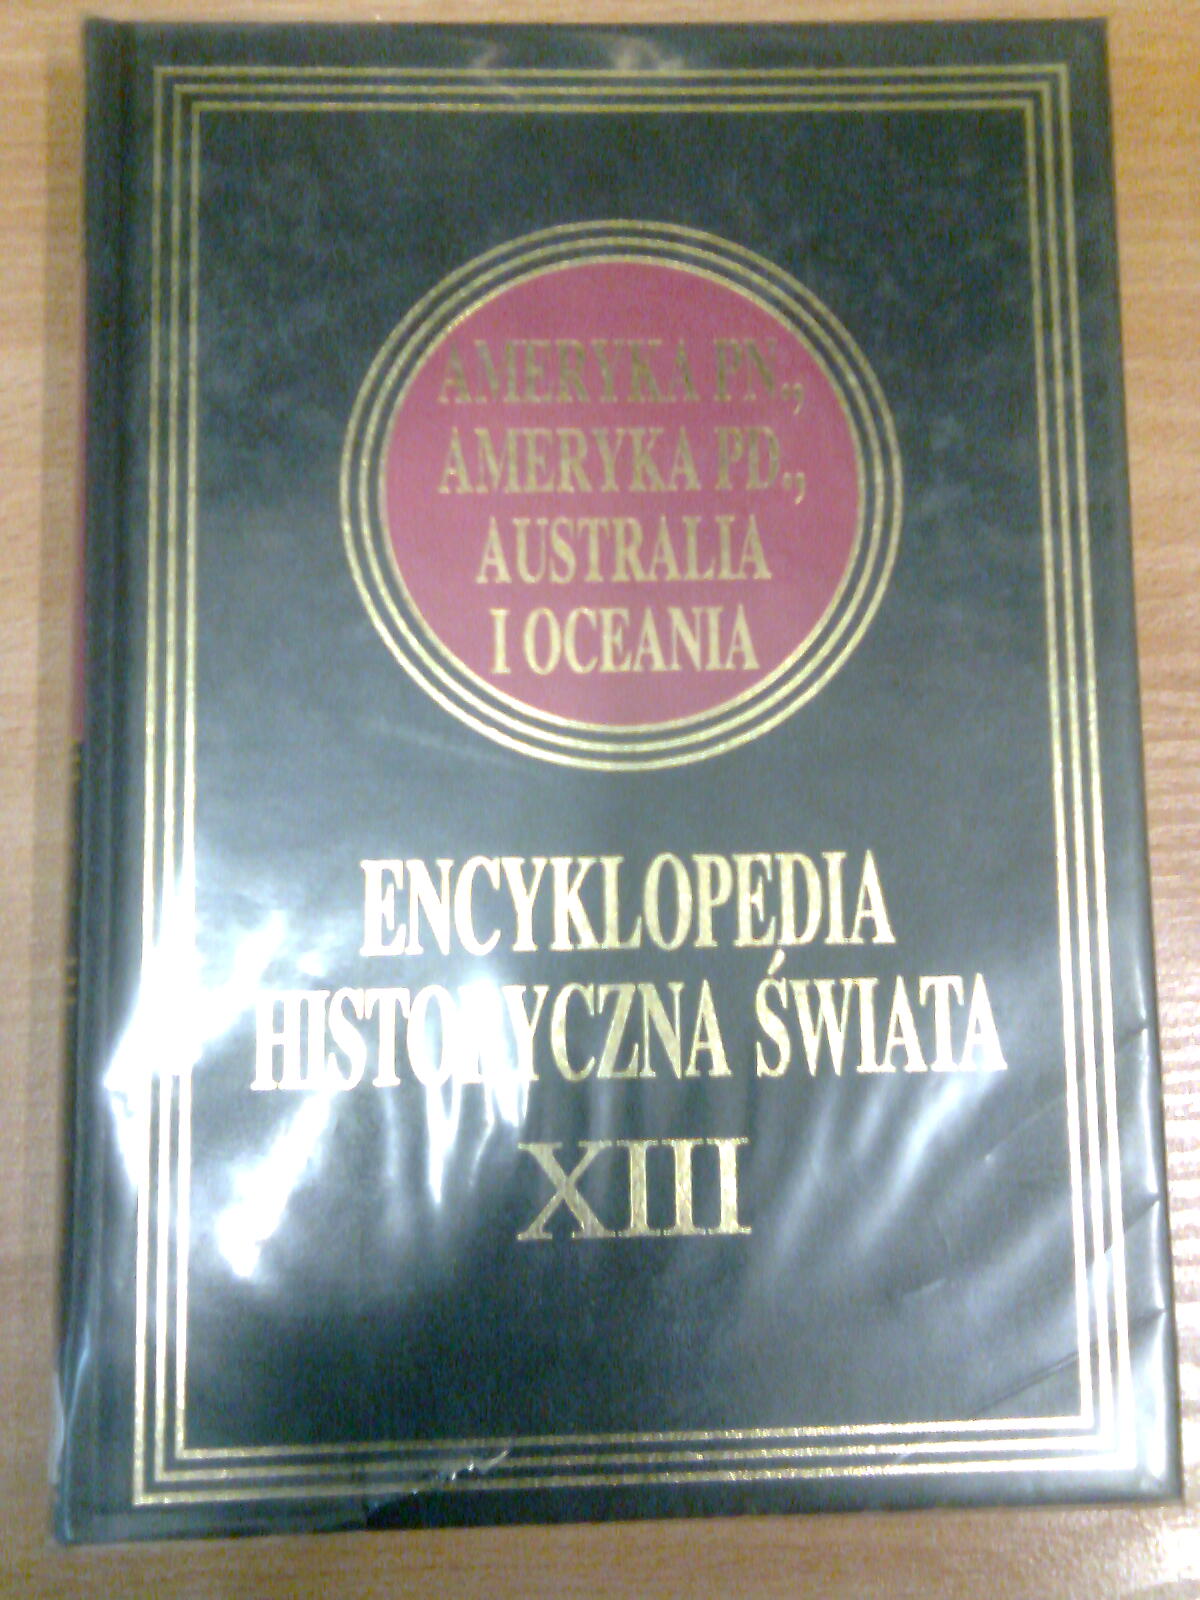 AMERYKA PN.,
AMERYKA PD.,
AUSTRALIA
I OCEANIA
ENCYKLOPEDIA
HISTORYCZNA ŚWIATA
XIII